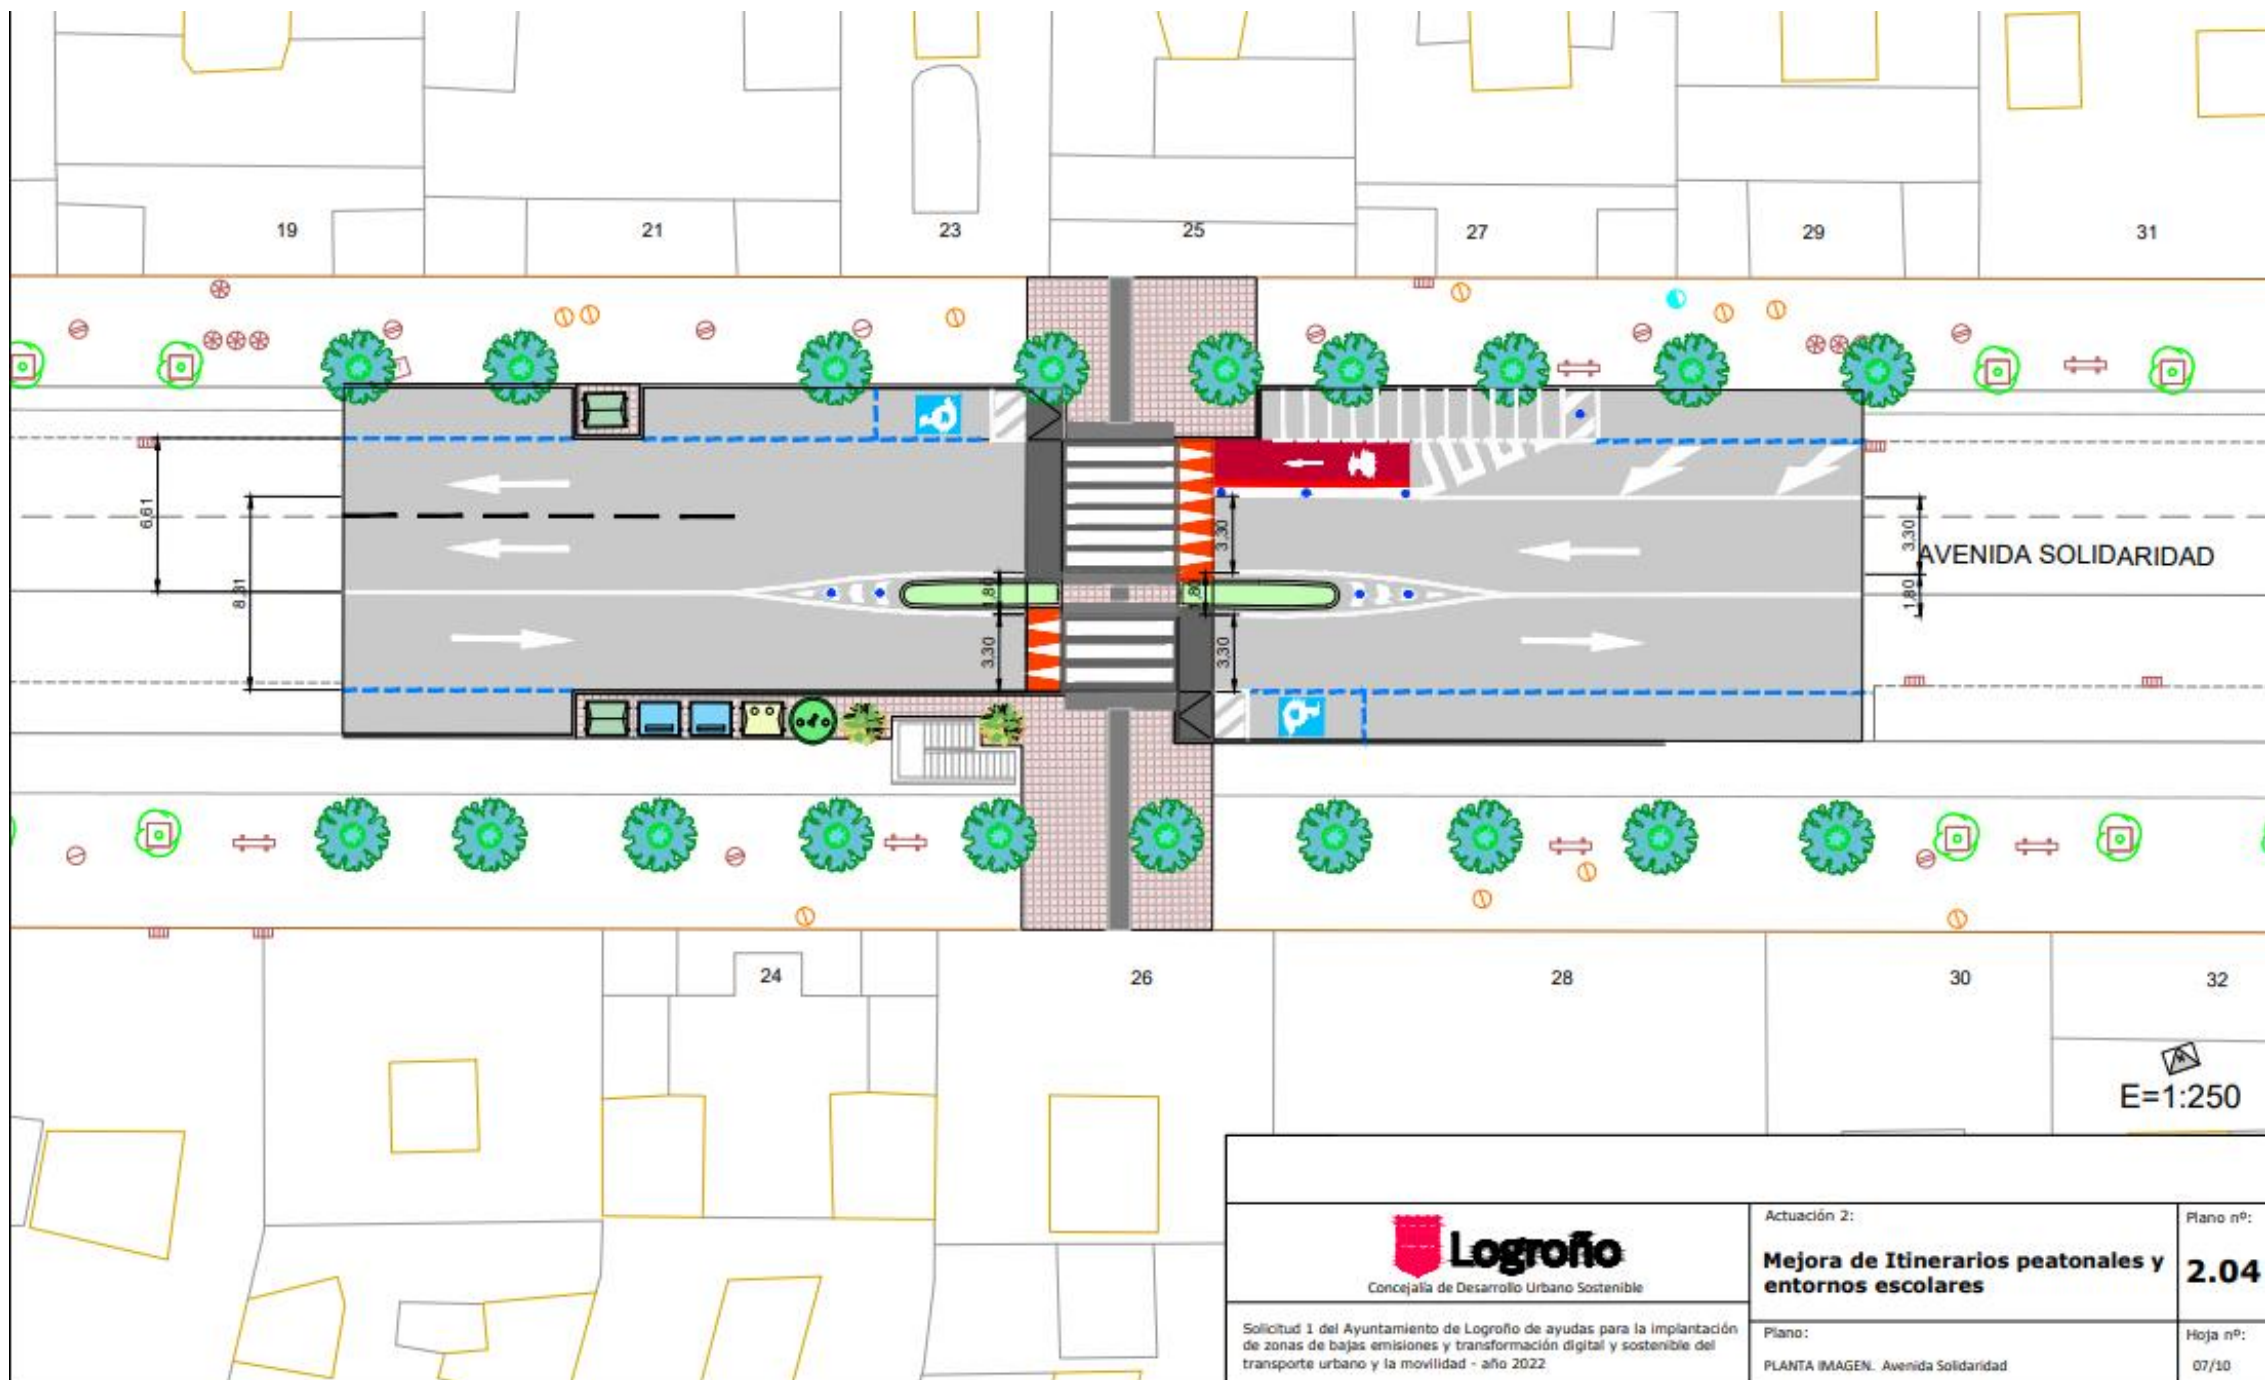 19
21
23
25
27
29
31
6,61
8,31
1,80
3,30
3,30
1,80
3,30
3,30
1,80
AVENIDA SOLIDARIDAD
24
26
28
30
32
E=1:250
Logroño
Concejalía de Desarrollo Urbano Sostenible
Solicitud 1 del Ayuntamiento de Logroño de ayudas para la implantación
de zonas de bajas emisiones y transformación digital y sostenible del
transporte urbano y la movilidad - año 2022
Actuación 2:
Mejora de Itinerarios peatonales y
entornos escolares
Plano:
PLANTA IMAGEN. Avenida Solidaridad
Plano nº:
2.04
Hoja nº:
07/10